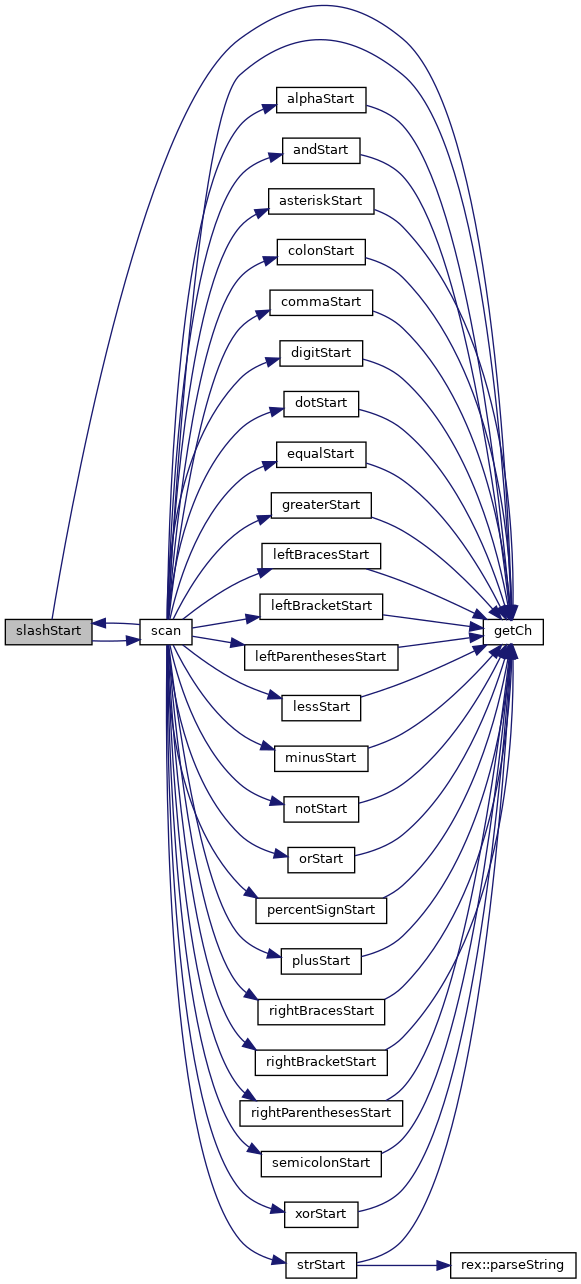 alphaStart
andStart
asteriskStart
colonStart
commaStart
digitStart
dotStart
equalStart
greaterStart
leftBracesStart
leftBracketStart
slashStart
scan
getCh
leftParenthesesStart
lessStart
minusStart
notStart
orStart
percentSignStart
plusStart
rightBracesStart
rightBracketStart
rightParenthesesStart
semicolonStart
xorStart
strStart
rex::parseString